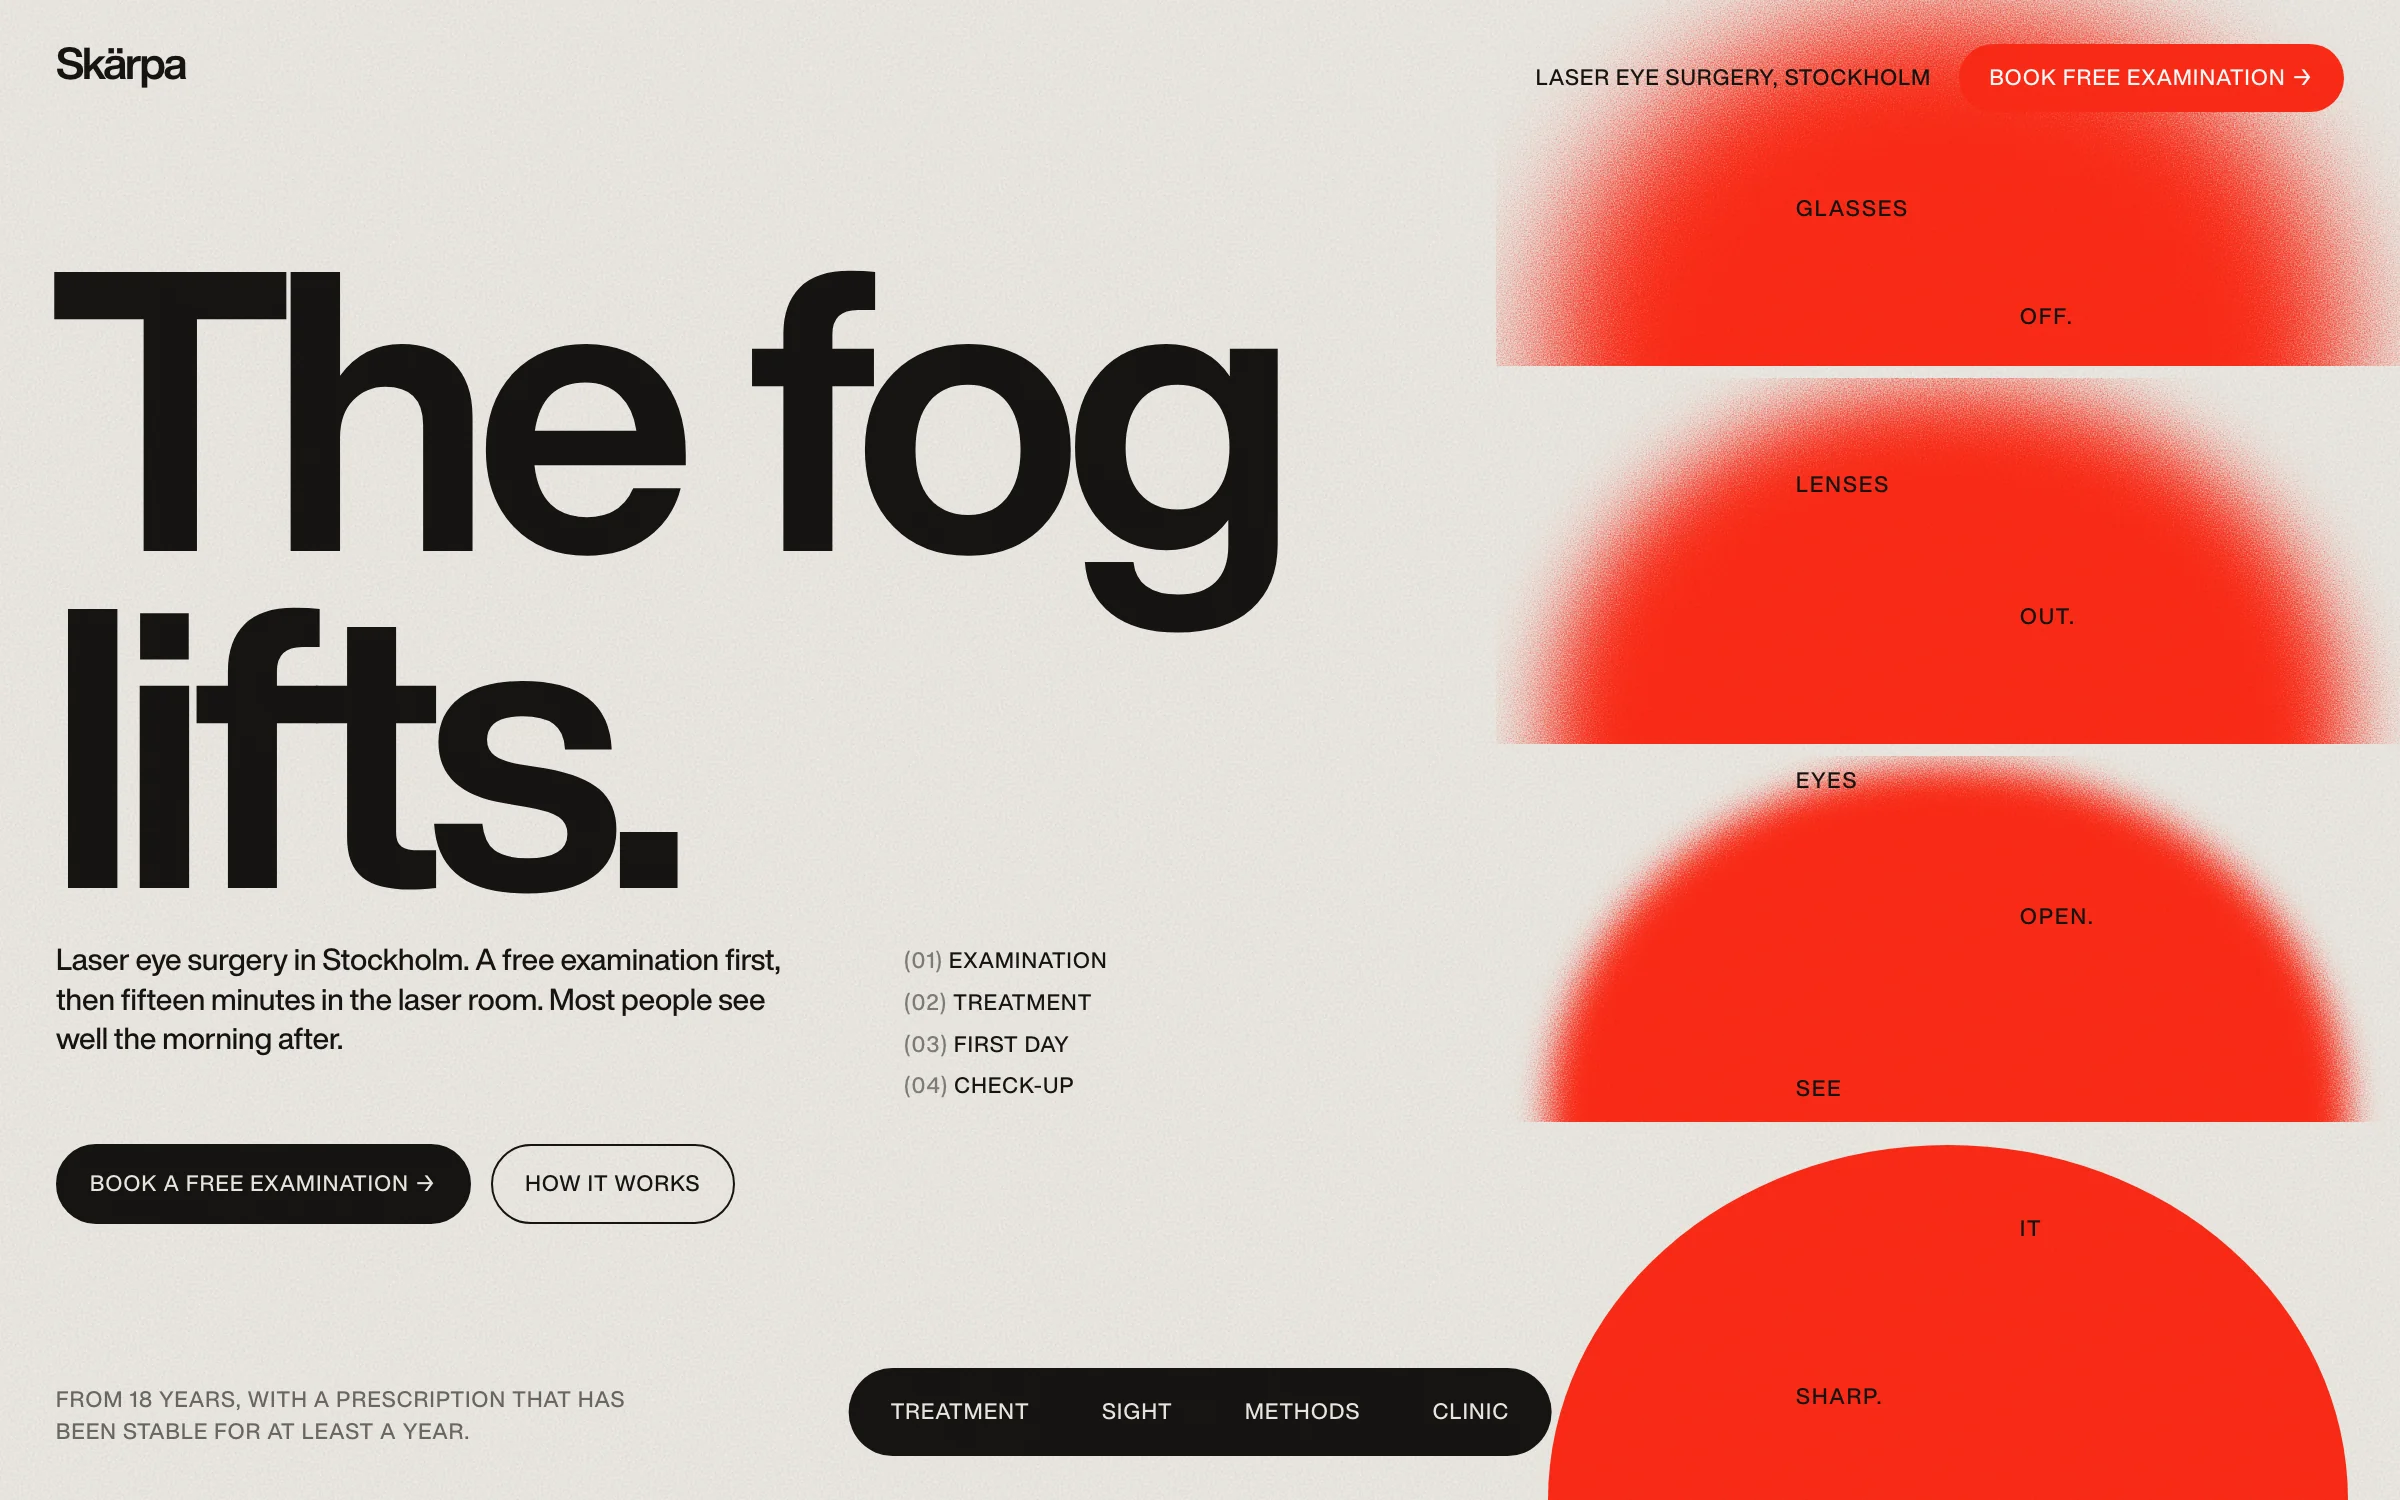 Skärpa
LASER EYE SURGERY, STOCKHOLM
BOOK FREE EXAMINATION →
The fog
lifts.
Laser eye surgery in Stockholm. A free examination first,
then fifteen minutes in the laser room. Most people see
well the morning after.
(01) EXAMINATION
(02) TREATMENT
(03) FIRST DAY
(04) CHECK-UP
BOOK A FREE EXAMINATION →
HOW IT WORKS
FROM 18 YEARS, WITH A PRESCRIPTION THAT HAS
BEEN STABLE FOR AT LEAST A YEAR.
TREATMENT
SIGHT
METHODS
CLINIC
GLASSES
OFF.
LENSES
OUT.
EYES
OPEN.
SEE
IT
SHARP.